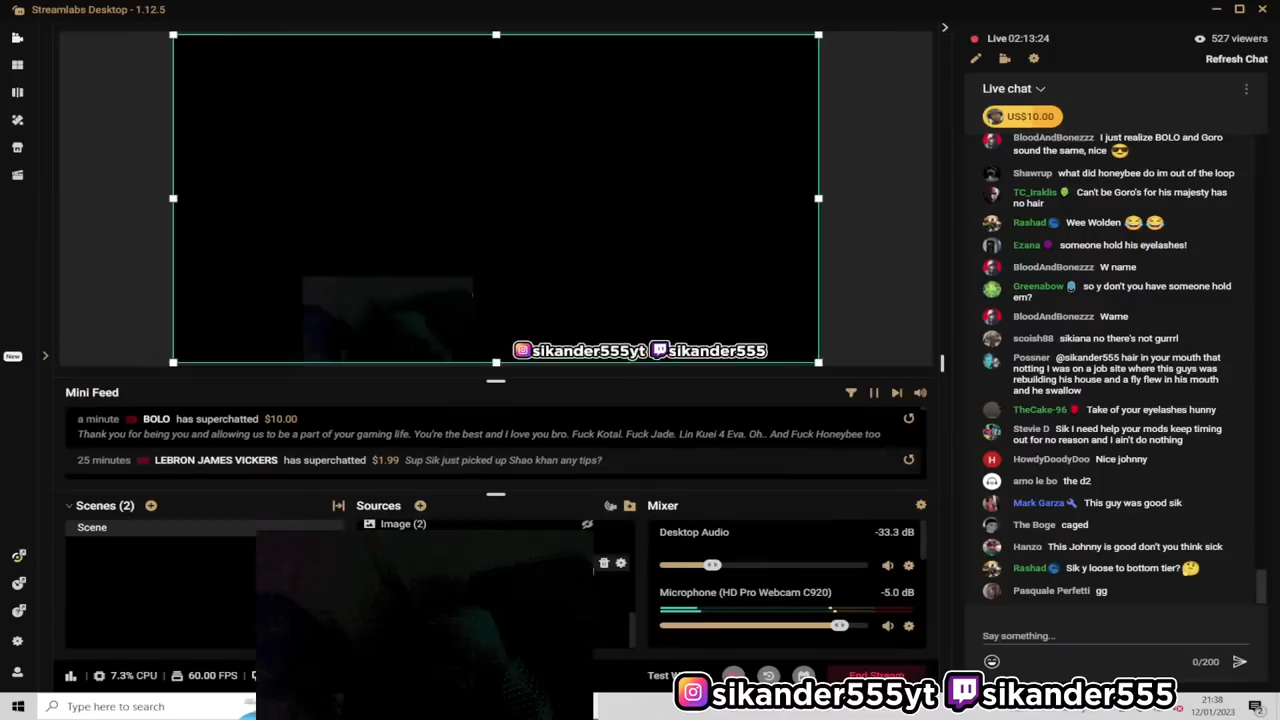 Streamlabs Desktop - 1.12.5
Live 02:13:24
527 viewers
Refresh Chat
Live chat
US$10.00
BloodAndBonezzz I just realize BOLO and Goro
sound the same, nice
Shawrup what did honeybee do im out of the loop
TC_Iraklis Can't be Goro's for his majesty has
no hair
Rashad Wee Wolden
Ezana someone hold his eyelashes!
BloodAndBonezzz W name
Greenabow so y don't you have someone hold
em?
BloodAndBonezzz Wame
scoish88 sikiana no there's not gurrrl
Possner @sikander555 hair in your mouth that
notting I was on a job site where this guys was
rebuilding his house and a fly flew in his mouth
and he swallow
TheCake-96 Take of your eyelashes hunny
Stevie D Sik I need help your mods keep timing
out for no reason and I ain't do nothing
HowdyDoodyDoo Nice johnny
arno le bo the d2
Mark Garza This guy was good sik
The Boge caged
Hanzo This Johnny is good don't you think sick
Rashad Sik y loose to bottom tier?
Pasquale Perfetti gg
Say something...
0/200
New
sikander555yt sikander555
Mini Feed
a minute BOLO has superchatted $10.00
Thank you for being you and allowing us to be a part of your gaming life. You're the best and I love you bro. Fuck Kotal. Fuck Jade. Lin Kuei 4 Eva. Oh.. And Fuck Honeybee too
25 minutes LEBRON JAMES VICKERS has superchatted $1.99 Sup Sik just picked up Shao khan any tips?
Scenes (2)
Scene
Sources
Image (2)
Mixer
Desktop Audio -33.3 dB
Microphone (HD Pro Webcam C920) -5.0 dB
7.3% CPU
60.00 FPS
Test
End Stream
sikander555yt sikander555
Type here to search
21:38
12/01/2023
2